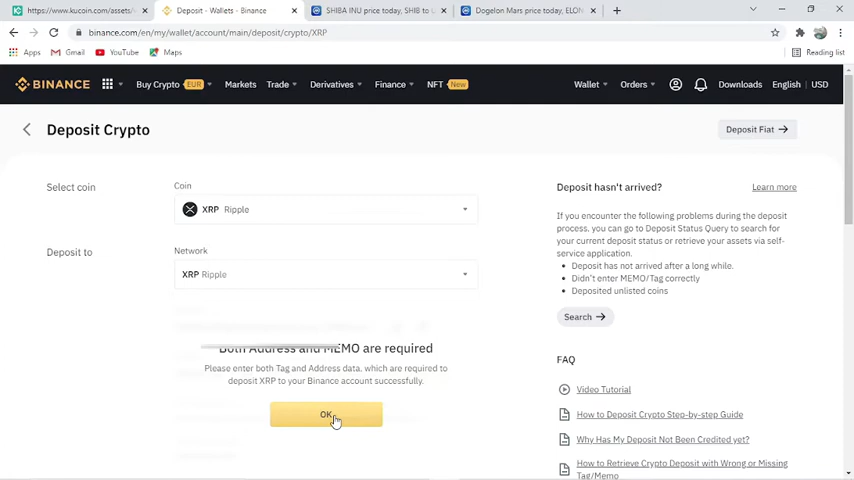 https://www.kucoin.com/assets/
Deposit - Wallets - Binance
SHIBA INU price today, SHIB to U
Dogelon Mars price today, ELON
binance.com/en/my/wallet/account/main/deposit/crypto/XRP
Apps
Gmail
YouTube
Maps
Reading list
BINANCE
Buy Crypto EUR
Markets
Trade
Derivatives
Finance
NFT New
Wallet
Orders
Downloads
English
USD
Deposit Crypto
Deposit Fiat
Select coin
Coin
XRP Ripple
Deposit to
Network
XRP Ripple
Both Address and MEMO are required
Please enter both Tag and Address data, which are required to
deposit XRP to your Binance account successfully.
OK
Deposit hasn't arrived?
Learn more
If you encounter the following problems during the deposit
process, you can go to Deposit Status Query to search for
your current deposit status or retrieve your assets via self-
service application.
• Deposit has not arrived after a long while.
• Didn't enter MEMO/Tag correctly
• Deposited unlisted coins
Search
FAQ
Video Tutorial
How to Deposit Crypto Step-by-step Guide
Why Has My Deposit Not Been Credited yet?
How to Retrieve Crypto Deposit with Wrong or Missing
Tag/Memo